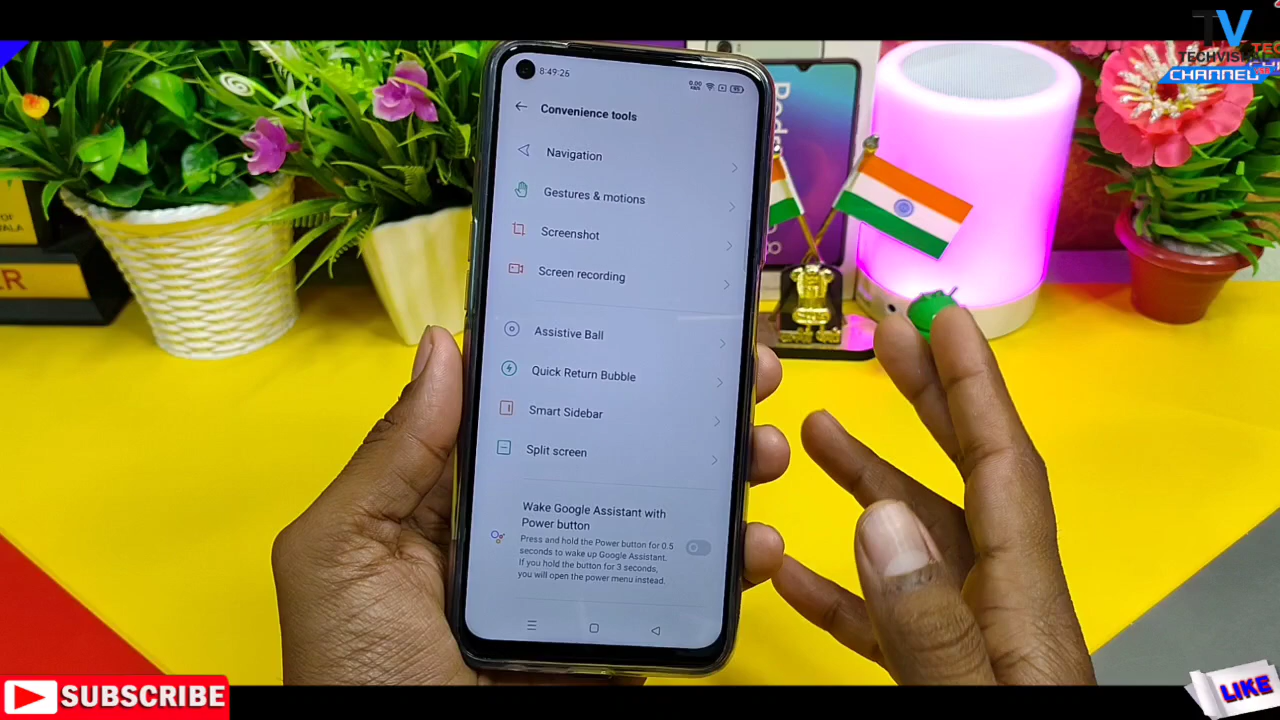 TV
TECHVISHAL
CHANNEL
8:49:26
Convenience tools
Navigation
Gestures & motions
Screenshot
Screen recording
Assistive Ball
Quick Return Bubble
Smart Sidebar
Split screen
Wake Google Assistant with
Power button
Press and hold the Power button for 0.5
seconds to wake up Google Assistant.
If you hold the button for 3 seconds,
you will open the power menu instead.
SUBSCRIBE
LIKE